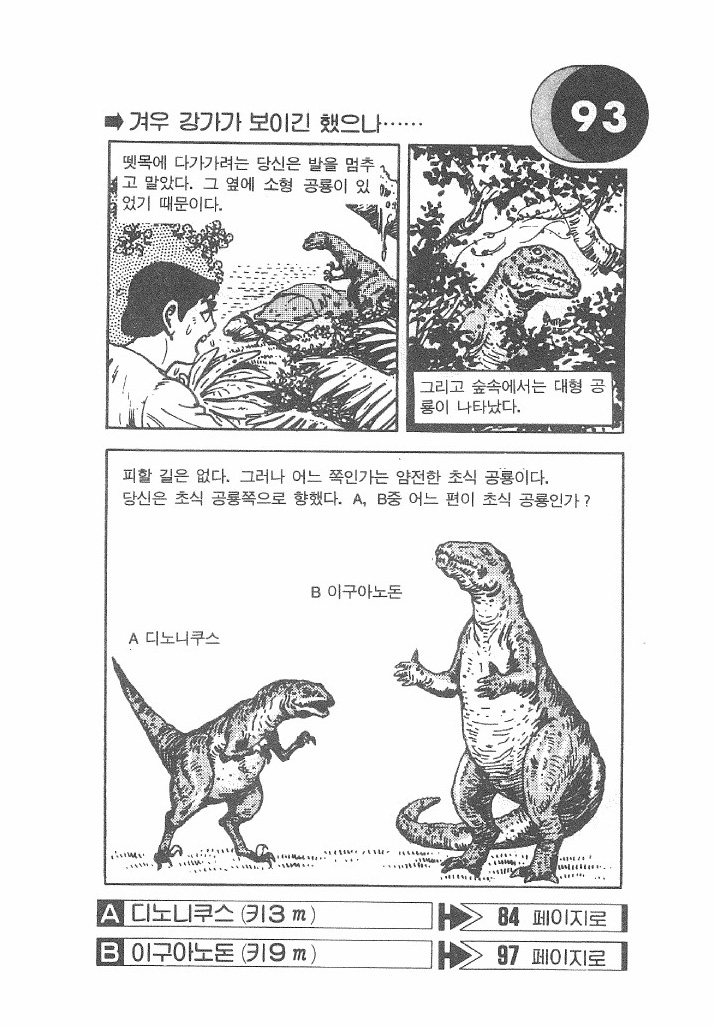 93
➡겨우 강가가 보이긴 했으나……
뗏목에 다가가려는 당신은 발을 멈추
고 말았다. 그 옆에 소형 공룡이 있
었기 때문이다.
그리고 숲속에서는 대형 공
룡이 나타났다.
피할 길은 없다. 그러나 어느 쪽인가는 얌전한 초식 공룡이다.
당신은 초식 공룡쪽으로 향했다. A, B중 어느 편이 초식 공룡인가?
B 이구아노돈
A 디노니쿠스
A 디노니쿠스 (키3m) 84 페이지로
B 이구아노돈 (키9m) 97 페이지로